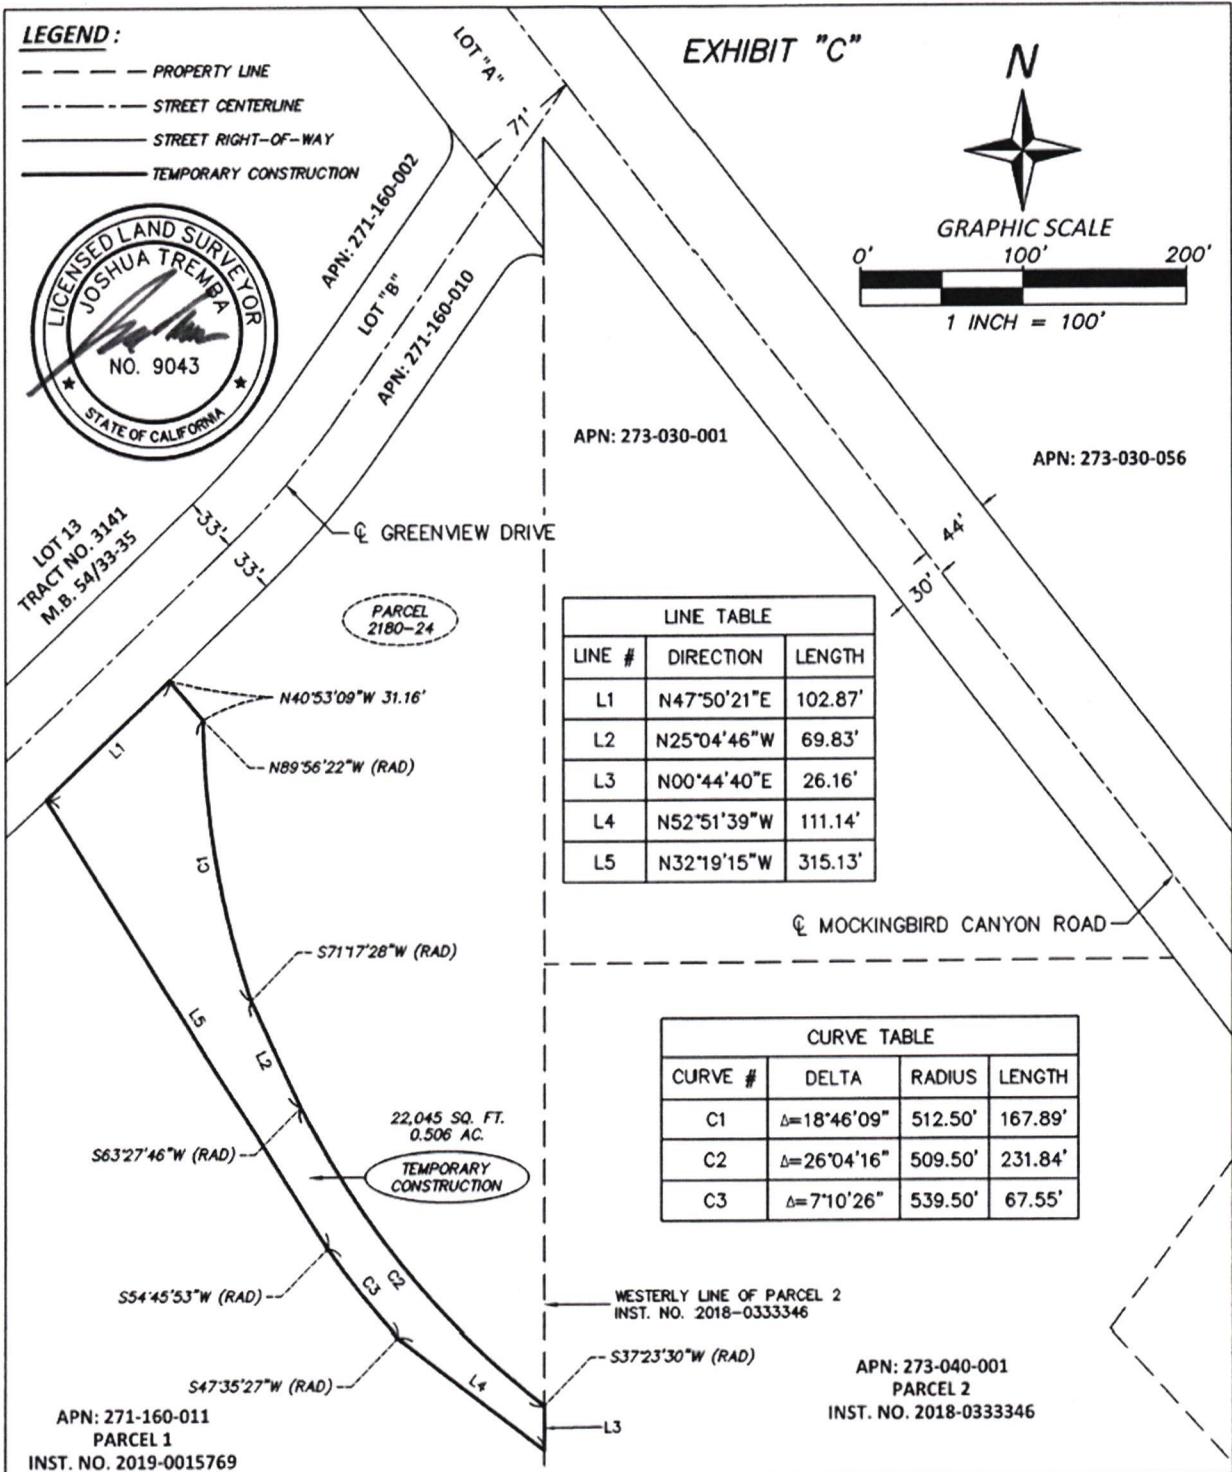 LEGEND :
PROPERTY LINE
STREET CENTERLINE
STREET RIGHT-OF-WAY
TEMPORARY CONSTRUCTION
EXHIBIT "C"
N
GRAPHIC SCALE
0' 100' 200'
1 INCH = 100'
LICENSED LAND SURVEYOR
JOSHUA TREMBA
NO. 9043
STATE OF CALIFORNIA
LOT "A"
71'
APN: 271-160-002
LOT "B"
APN: 271-160-010
APN: 273-030-001
APN: 273-030-056
44'
30'
LOT 13
TRACT NO. 3141
M.B. 54/33-35
33'
33'
℄ GREENVIEW DRIVE
PARCEL
2180-24
N40°53'09"W 31.16'
N89°56'22"W (RAD)
L1
C1
LINE TABLE
LINE # DIRECTION LENGTH
L1 N47°50'21"E 102.87'
L2 N25°04'46"W 69.83'
L3 N00°44'40"E 26.16'
L4 N52°51'39"W 111.14'
L5 N32°19'15"W 315.13'
℄ MOCKINGBIRD CANYON ROAD
S71°17'28"W (RAD)
L5
L2
CURVE TABLE
CURVE # DELTA RADIUS LENGTH
C1 Δ=18°46'09" 512.50' 167.89'
C2 Δ=26°04'16" 509.50' 231.84'
C3 Δ=7°10'26" 539.50' 67.55'
22,045 SQ. FT.
0.506 AC.
TEMPORARY
CONSTRUCTION
S63°27'46"W (RAD)
S54°45'53"W (RAD)
C3
C2
WESTERLY LINE OF PARCEL 2
INST. NO. 2018-0333346
S37°23'30"W (RAD)
S47°35'27"W (RAD)
L4
L3
APN: 271-160-011
PARCEL 1
INST. NO. 2019-0015769
APN: 273-040-001
PARCEL 2
INST. NO. 2018-0333346